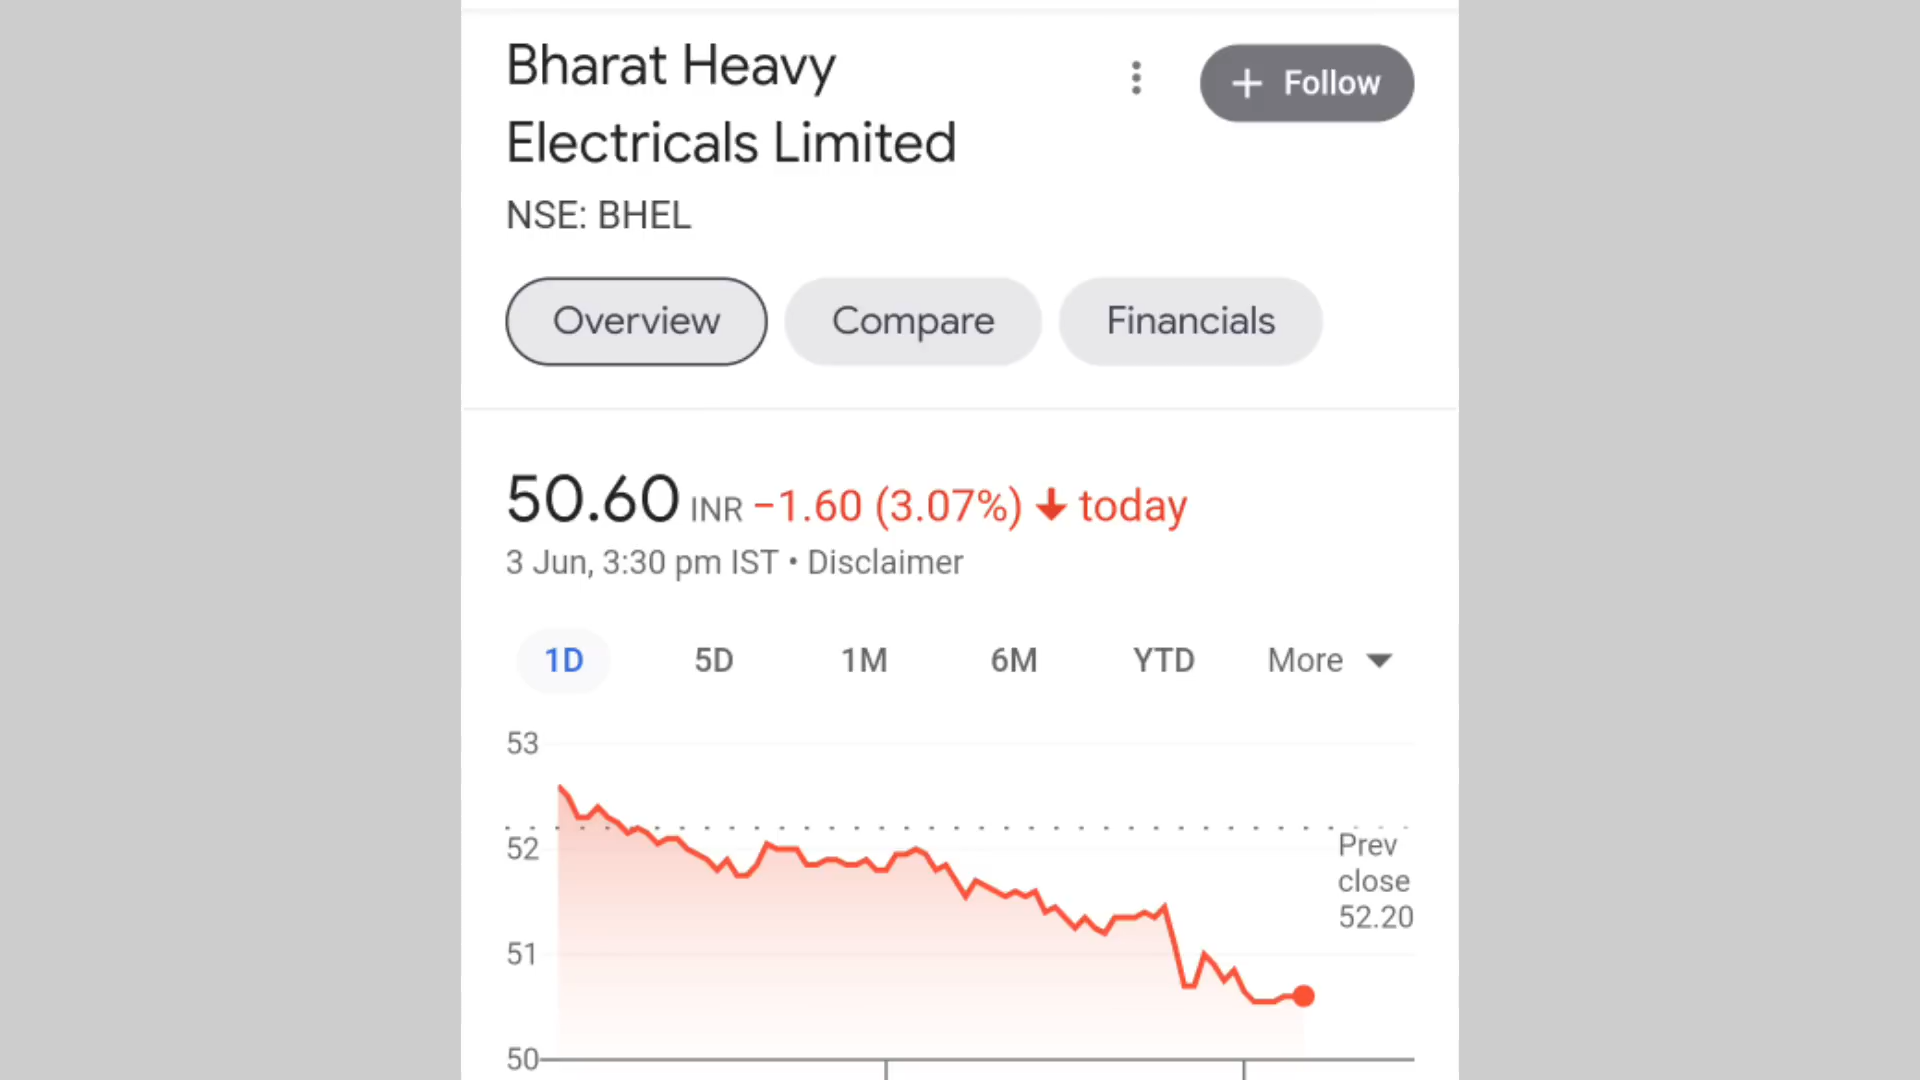 Bharat Heavy
Electricals Limited
+ Follow
NSE: BHEL
Overview Compare Financials
50.60 INR −1.60 (3.07%) ↓ today
3 Jun, 3:30 pm IST • Disclaimer
1D 5D 1M 6M YTD More
53
52
51
50
Prev
close
52.20